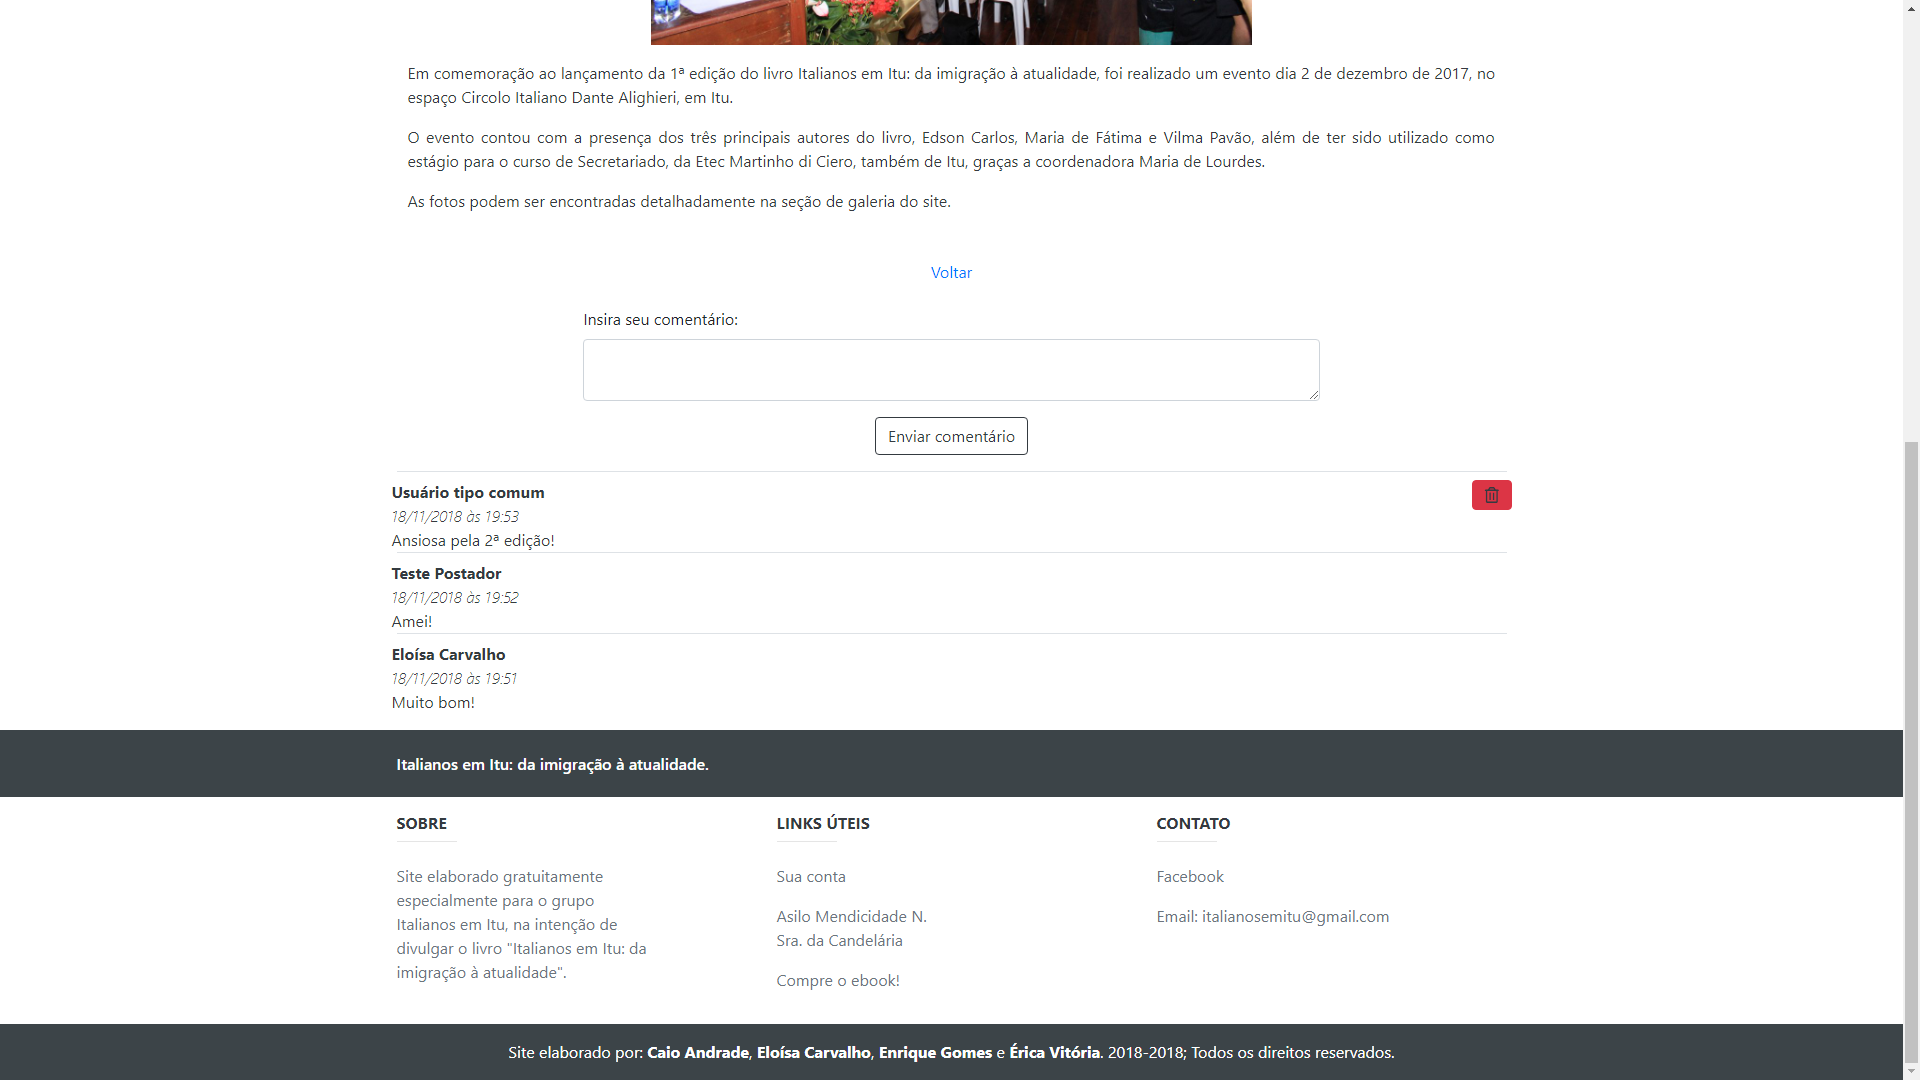 Em comemoração ao lançamento da 1ª edição do livro Italianos em Itu: da imigração à atualidade, foi realizado um evento dia 2 de dezembro de 2017, no
espaço Circolo Italiano Dante Alighieri, em Itu.
O evento contou com a presença dos três principais autores do livro, Edson Carlos, Maria de Fátima e Vilma Pavão, além de ter sido utilizado como
estágio para o curso de Secretariado, da Etec Martinho di Ciero, também de Itu, graças a coordenadora Maria de Lourdes.
As fotos podem ser encontradas detalhadamente na seção de galeria do site.
Voltar
Insira seu comentário:
Enviar comentário
Usuário tipo comum
18/11/2018 às 19:53
Ansiosa pela 2ª edição!
Teste Postador
18/11/2018 às 19:52
Amei!
Eloísa Carvalho
18/11/2018 às 19:51
Muito bom!
Italianos em Itu: da imigração à atualidade.
SOBRE
Site elaborado gratuitamente
especialmente para o grupo
Italianos em Itu, na intenção de
divulgar o livro "Italianos em Itu: da
imigração à atualidade".
LINKS ÚTEIS
Sua conta
Asilo Mendicidade N.
Sra. da Candelária
Compre o ebook!
CONTATO
Facebook
Email: italianosemitu@gmail.com
Site elaborado por: Caio Andrade, Eloísa Carvalho, Enrique Gomes e Érica Vitória. 2018-2018; Todos os direitos reservados.